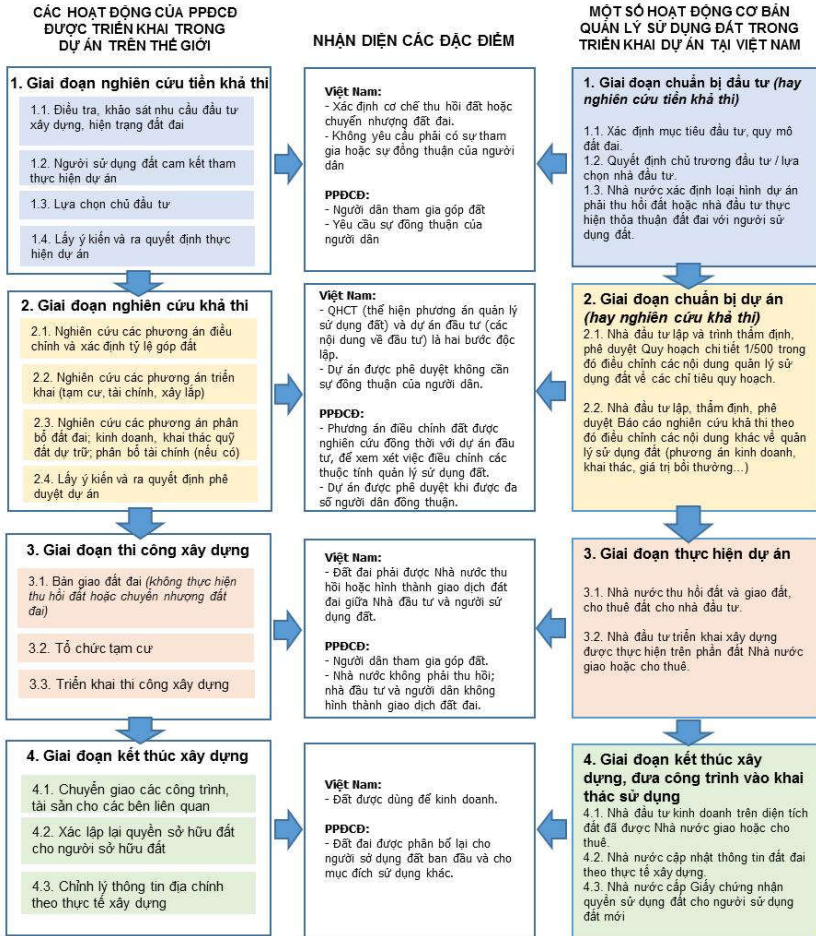 CÁC HOẠT ĐỘNG CỦA PPĐCĐ
ĐƯỢC TRIỂN KHAI TRONG
DỰ ÁN TRÊN THẾ GIỚI
1. Giai đoạn nghiên cứu tiền khả thi
1.1. Điều tra, khảo sát nhu cầu đầu tư
xây dựng, hiện trạng đất đai
1.2. Người sử dụng đất cam kết tham
thực hiện dự án
1.3. Lựa chọn chủ đầu tư
1.4. Lấy ý kiến và ra quyết định thực
hiện dự án
2. Giai đoạn nghiên cứu khả thi
2.1. Nghiên cứu các phương án điều
chỉnh và xác định tỷ lệ góp đất
2.2. Nghiên cứu các phương án triển
khai (tạm cư, tài chính, xây lắp)
2.3. Nghiên cứu các phương án phân
bổ đất đai; kinh doanh, khai thác quỹ
đất dự trữ; phân bổ tài chính (nếu có)
2.4. Lấy ý kiến và ra quyết định phê
duyệt dự án
3. Giai đoạn thi công xây dựng
3.1. Bàn giao đất đai (không thực hiện
thu hồi đất hoặc chuyển nhượng đất
đai)
3.2. Tổ chức tạm cư
3.3. Triển khai thi công xây dựng
4. Giai đoạn kết thúc xây dựng
4.1. Chuyển giao các công trình,
tài sản cho các bên liên quan
4.2. Xác lập lại quyền sở hữu đất
cho người sở hữu đất
4.3. Chỉnh lý thông tin địa chính
theo thực tế xây dựng
NHẬN DIỆN CÁC ĐẶC ĐIỂM
Việt Nam:
- Xác định cơ chế thu hồi đất hoặc
chuyển nhượng đất đai.
- Không yêu cầu phải có sự tham
gia hoặc sự đồng thuận của người
dân
PPĐCĐ:
- Người dân tham gia góp đất
- Yêu cầu sự đồng thuận của
người dân
Việt Nam:
- QHCT (thể hiện phương án quản lý
sử dụng đất) và dự án đầu tư (các
nội dung về đầu tư) là hai bước độc
lập.
- Dự án được phê duyệt không cần
sự đồng thuận của người dân.
PPĐCĐ:
- Phương án điều chỉnh đất được
nghiên cứu đồng thời với dự án đầu
tư, để xem xét việc điều chỉnh các
thuộc tính quản lý sử dụng đất.
- Dự án được phê duyệt khi được đa
số người dân đồng thuận.
Việt Nam:
- Đất đai phải được Nhà nước thu
hồi hoặc hình thành giao dịch đất
đai giữa Nhà đầu tư và người sử
dụng đất.
PPĐCĐ:
- Người dân tham gia góp đất.
- Nhà nước không phải thu hồi;
nhà đầu tư và người dân không
hình thành giao dịch đất đai.
Việt Nam:
- Đất được dùng để kinh doanh.
PPĐCĐ:
- Đất đai được phân bổ lại cho
người sở dụng đất ban đầu và cho
mục đích sử dụng khác.
MỘT SỐ HOẠT ĐỘNG CƠ BẢN
QUẢN LÝ SỬ DỤNG ĐẤT TRONG
TRIỂN KHAI DỰ ÁN TẠI VIỆT NAM
1. Giai đoạn chuẩn bị đầu tư (hay
nghiên cứu tiền khả thi)
1.1. Xác định mục tiêu đầu tư, quy mô
đất đai.
1.2. Quyết định chủ trương đầu tư / lựa
chọn nhà đầu tư.
1.3. Nhà nước xác định loại hình dự án
phải thu hồi đất hoặc nhà đầu tư thực
hiện thỏa thuận đất đai với người sử
dụng đất.
2. Giai đoạn chuẩn bị dự án
(hay nghiên cứu khả thi)
2.1. Nhà đầu tư lập và trình thẩm định,
phê duyệt Quy hoạch chi tiết 1/500 trong
đó điều chỉnh các nội dung quản lý sử
dụng đất về các chỉ tiêu quy hoạch.
2.2. Nhà đầu tư lập, thẩm định, phê
duyệt Báo cáo nghiên cứu khả thi theo
đó điều chỉnh các nội dung khác về quản
lý sử dụng đất (phương án kinh doanh,
khai thác, giá trị bồi thường...)
3. Giai đoạn thực hiện dự án
3.1. Nhà nước thu hồi đất và giao đất,
cho thuê đất cho nhà đầu tư.
3.2. Nhà đầu tư triển khai xây dựng
được thực hiện trên phần đất Nhà nước
giao hoặc cho thuê.
4. Giai đoạn kết thúc xây
dựng, đưa công trình vào khai
thác sử dụng
4.1. Nhà đầu tư kinh doanh trên diện tích
đất đã được Nhà nước giao hoặc cho
thuê.
4.2. Nhà nước cập nhật thông tin đất đai
theo thực tế xây dựng.
4.3. Nhà nước cấp Giấy chứng nhận
quyền sử dụng đất cho người sử dụng
đất mới